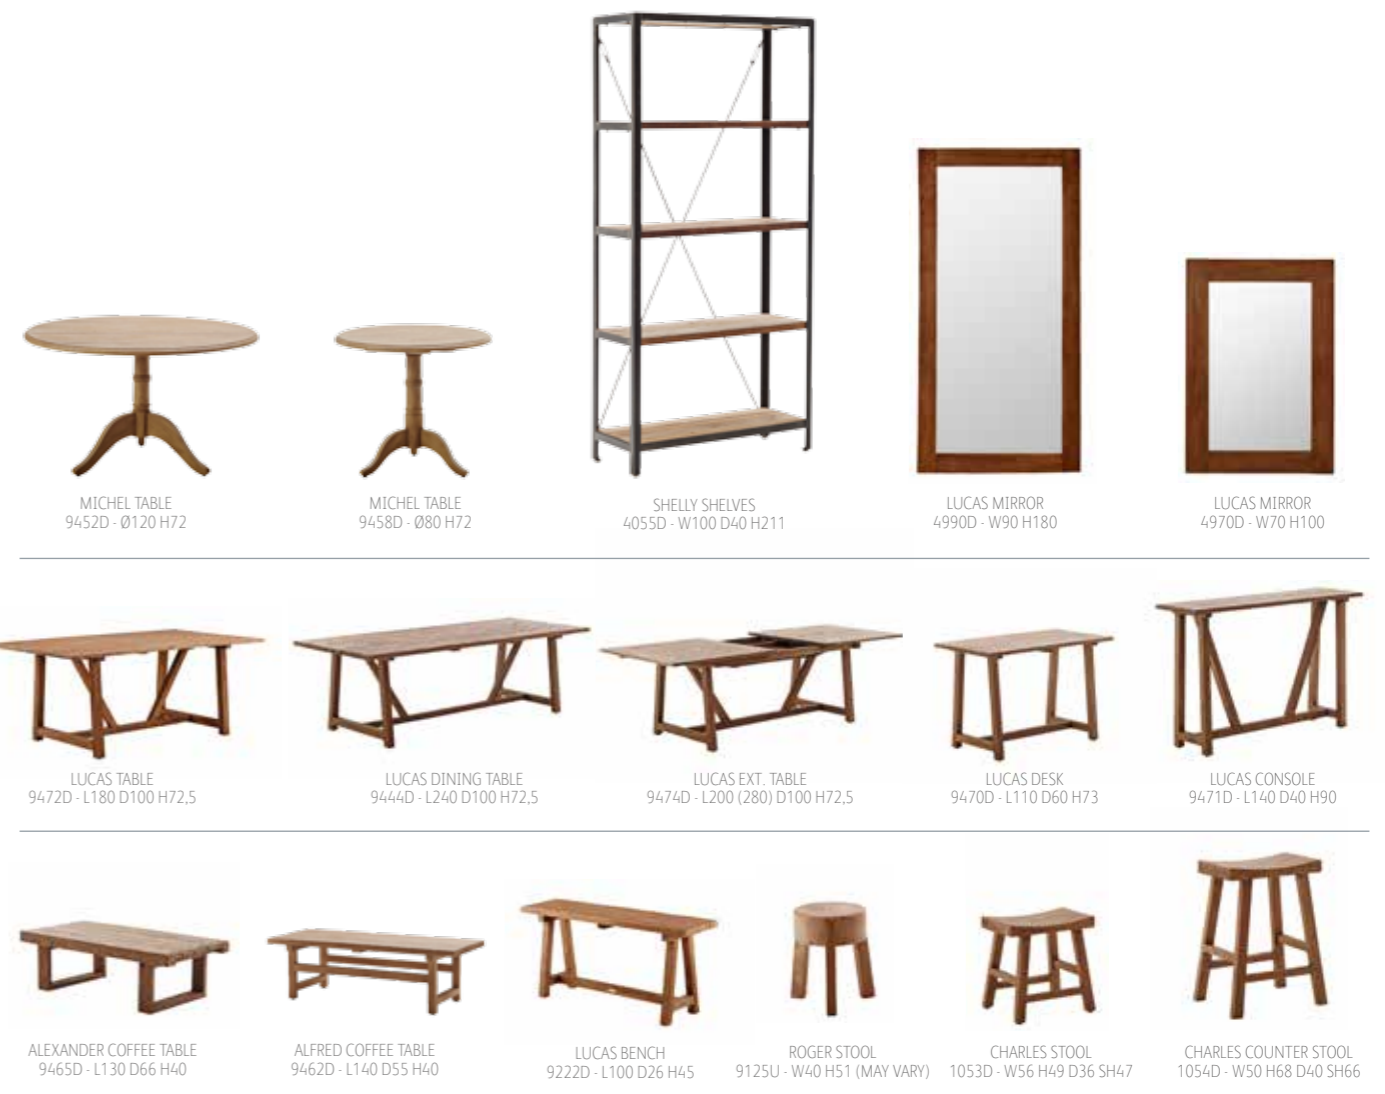 MICHEL TABLE
9452D - Ø120 H72
MICHEL TABLE
9458D - Ø80 H72
SHELLY SHELVES
4055D - W100 D40 H211
LUCAS MIRROR
4990D - W90 H180
LUCAS MIRROR
4970D - W70 H100
LUCAS TABLE
9472D - L180 D100 H72,5
LUCAS DINING TABLE
9444D - L240 D100 H72,5
LUCAS EXT. TABLE
9474D - L200 (280) D100 H72,5
LUCAS DESK
9470D - L110 D60 H73
LUCAS CONSOLE
9471D - L140 D40 H90
ALEXANDER COFFEE TABLE
9465D - L130 D66 H40
ALFRED COFFEE TABLE
9462D - L140 D55 H40
LUCAS BENCH
9222D - L100 D26 H45
ROGER STOOL
9125U - W40 H51 (MAY VARY)
CHARLES STOOL
1053D - W56 H49 D36 SH47
CHARLES COUNTER STOOL
1054D - W50 H68 D40 SH66